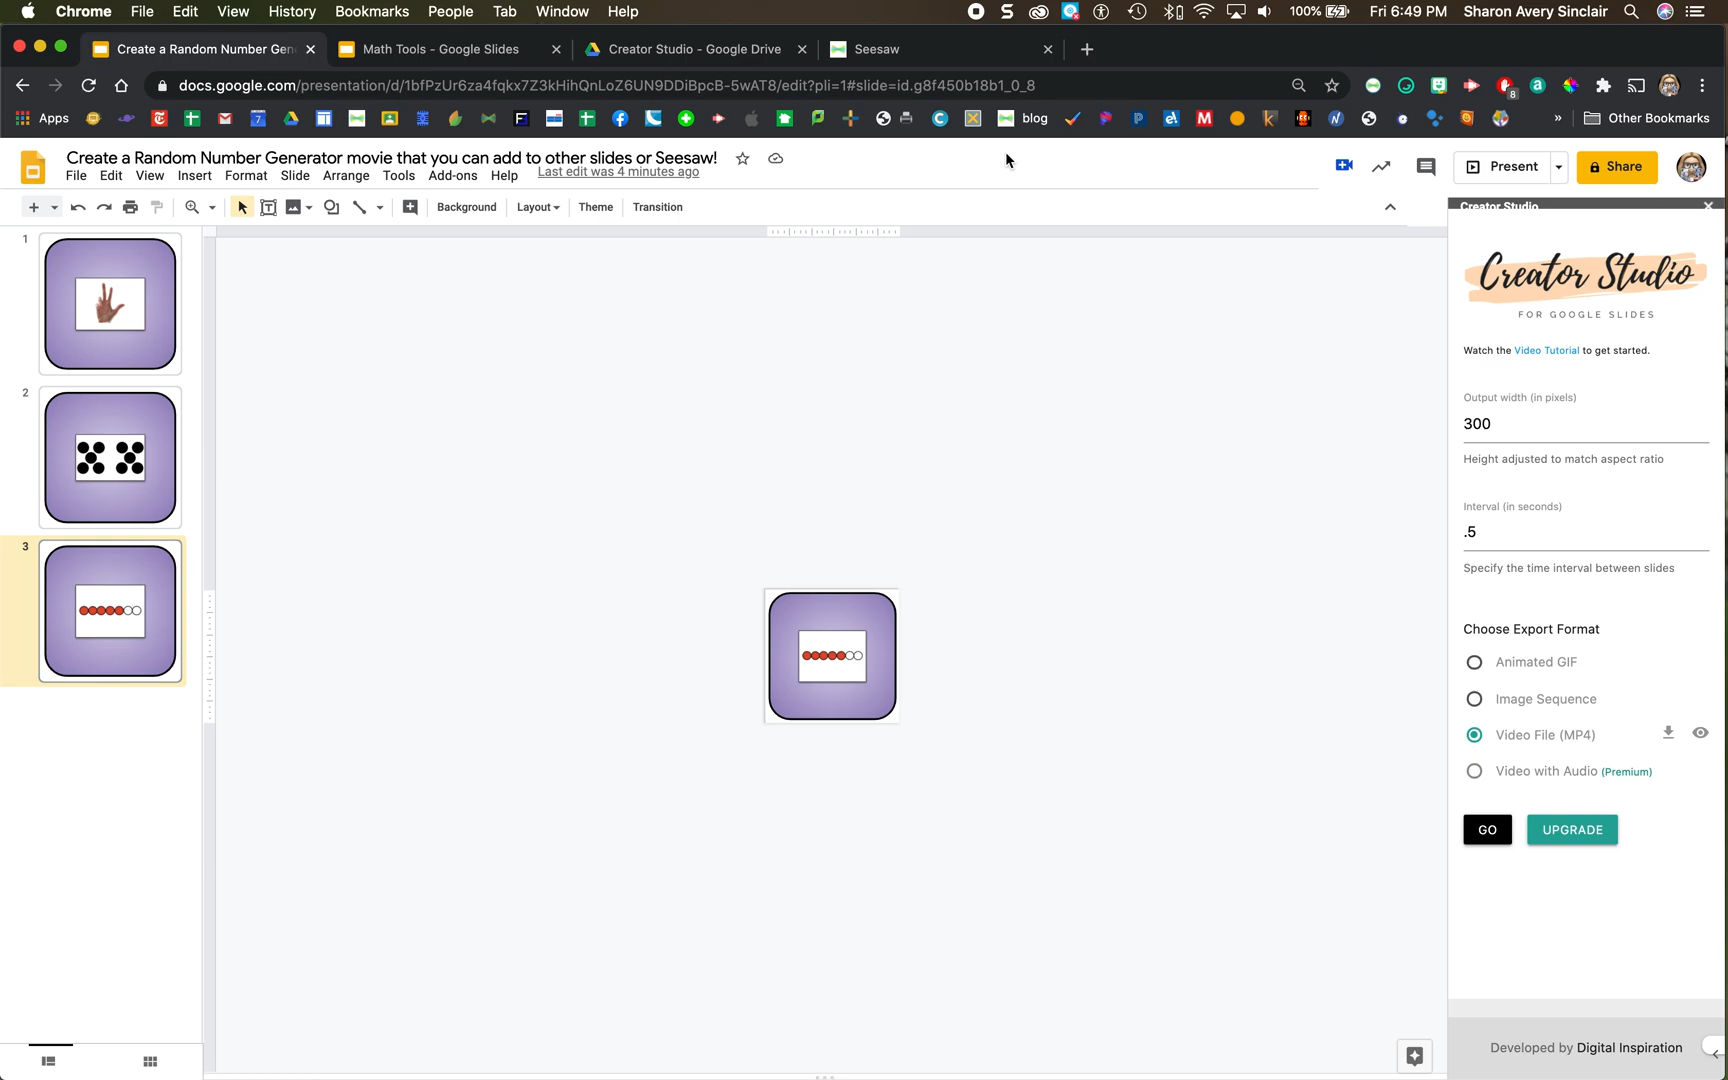 Chrome File Edit View History Bookmarks People Tab Window Help 100% Fri 6:49 PM Sharon Avery Sinclair
Create a Random Number Gen Math Tools - Google Slides Creator Studio - Google Drive Seesaw
docs.google.com/presentation/d/1bfPzUr6za4fqkx7Z3kHihQnLoZ6UN9DDiBpcB-5wAT8/edit?pli=1#slide=id.g8f450b18b1_0_8
Apps blog » Other Bookmarks
Create a Random Number Generator movie that you can add to other slides or Seesaw!
File Edit View Insert Format Slide Arrange Tools Add-ons Help Last edit was 4 minutes ago
Present Share
Background Layout Theme Transition
Creator Studio
1
2
3
Creator Studio
FOR GOOGLE SLIDES
Watch the Video Tutorial to get started.
Output width (in pixels)
300
Height adjusted to match aspect ratio
Interval (in seconds)
.5
Specify the time interval between slides
Choose Export Format
Animated GIF
Image Sequence
Video File (MP4)
Video with Audio (Premium)
GO UPGRADE
Developed by Digital Inspiration